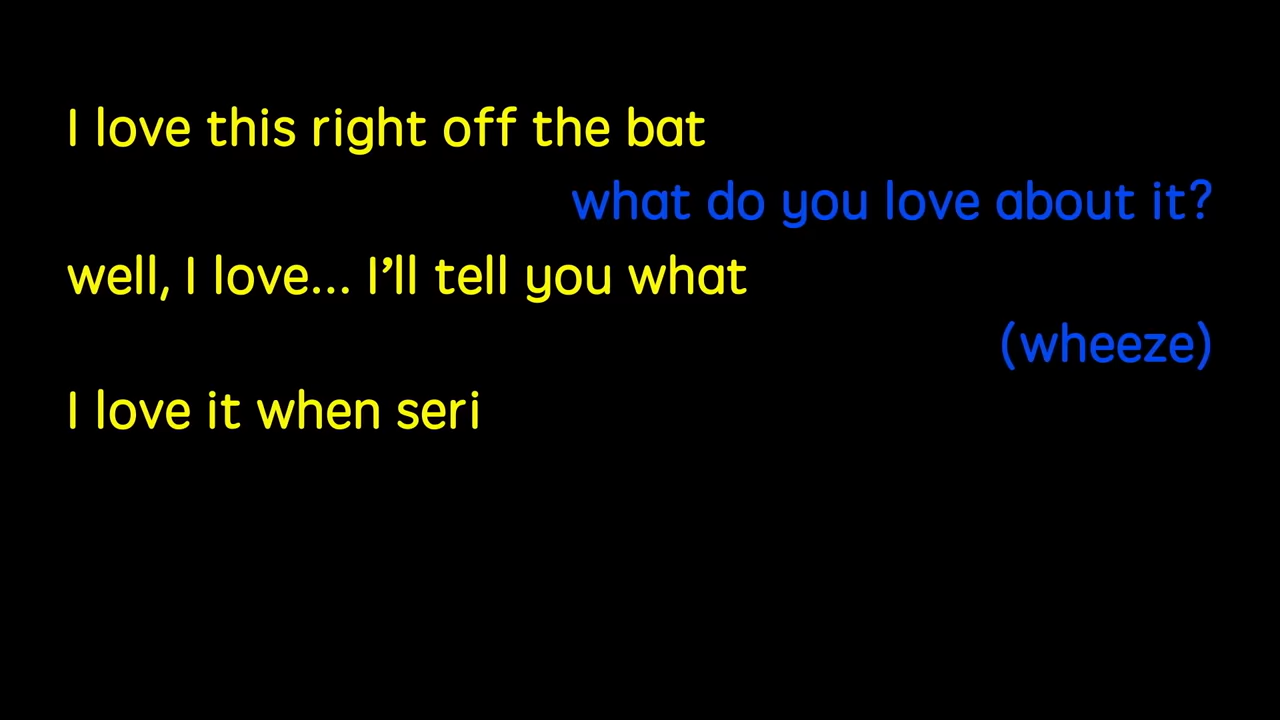 I love this right off the bat
what do you love about it?
well, I love... I’ll tell you what
(wheeze)
I love it when seri